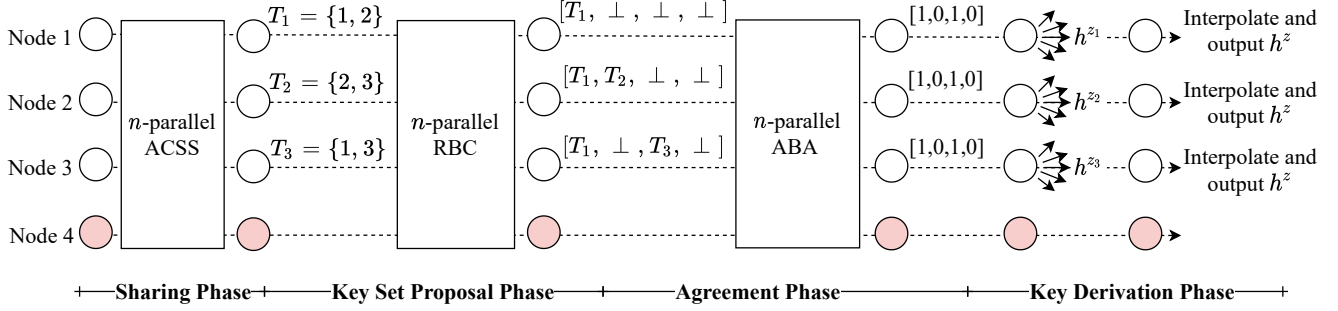 Node 1
T₁ = {1, 2}
[T₁, ⊥, ⊥, ⊥]
[1,0,1,0]
h^{z₁}
Interpolate and
output h^z
Node 2
T₂ = {2, 3}
[T₁, T₂, ⊥, ⊥]
[1,0,1,0]
h^{z₂}
Interpolate and
output h^z
n-parallel
ACSS
n-parallel
RBC
n-parallel
ABA
Node 3
T₃ = {1, 3}
[T₁, ⊥, T₃, ⊥]
[1,0,1,0]
h^{z₃}
Interpolate and
output h^z
Node 4
Sharing Phase
Key Set Proposal Phase
Agreement Phase
Key Derivation Phase